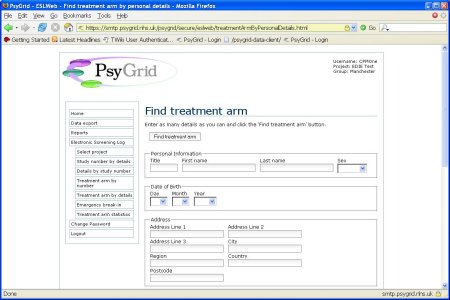 PsyGrid - ESLWeb - Find treatment arm by personal details - Mozilla Firefox
File Edit View Go Bookmarks Tools Help
https://smtp.psygrid.nhs.uk/psygrid/secure/eslweb/treatmentArmByPersonalDetails.html
Go
Getting Started Latest Headlines TWiki User Authenticat... PsyGrid - Login /psygrid-data-client/ PsyGrid - Login
PsyGrid
Username: CPMOne
Project: EDIE Test
Group: Manchester
Home
Data export
Reports
Electronic Screening Log
Select project
Study number by details
Details by study number
Treatment arm by
number
Treatment arm by details
Emergency break-in
Treatment arm statistics
Change Password
Logout
Find treatment arm
Enter as many details as you can and click the 'Find treatment arm' button.
Find treatment arm
Personal Information
Title First name Last name Sex
Date of Birth
Day Month Year
Address
Address Line 1 Address Line 2
Address Line 3 City
Region Country
Postcode
Done smtp.psygrid.nhs.uk